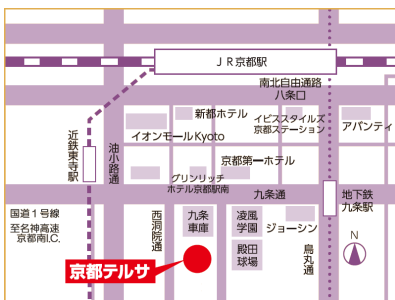 JR京都駅
南北自由通路
八条口
新都ホテル
イオンモールKyoto
イビススタイルズ
京都ステーション
アバンティ
近鉄東寺駅
油小路通
京都第一ホテル
グリンリッチ
ホテル京都駅南
九条通
地下鉄
九条駅
国道1号線
至名神高速
京都南I.C.
西洞院通
九条
車庫
凌風
学園
ジョーシン
烏丸通
殿田
球場
N
京都テルサ